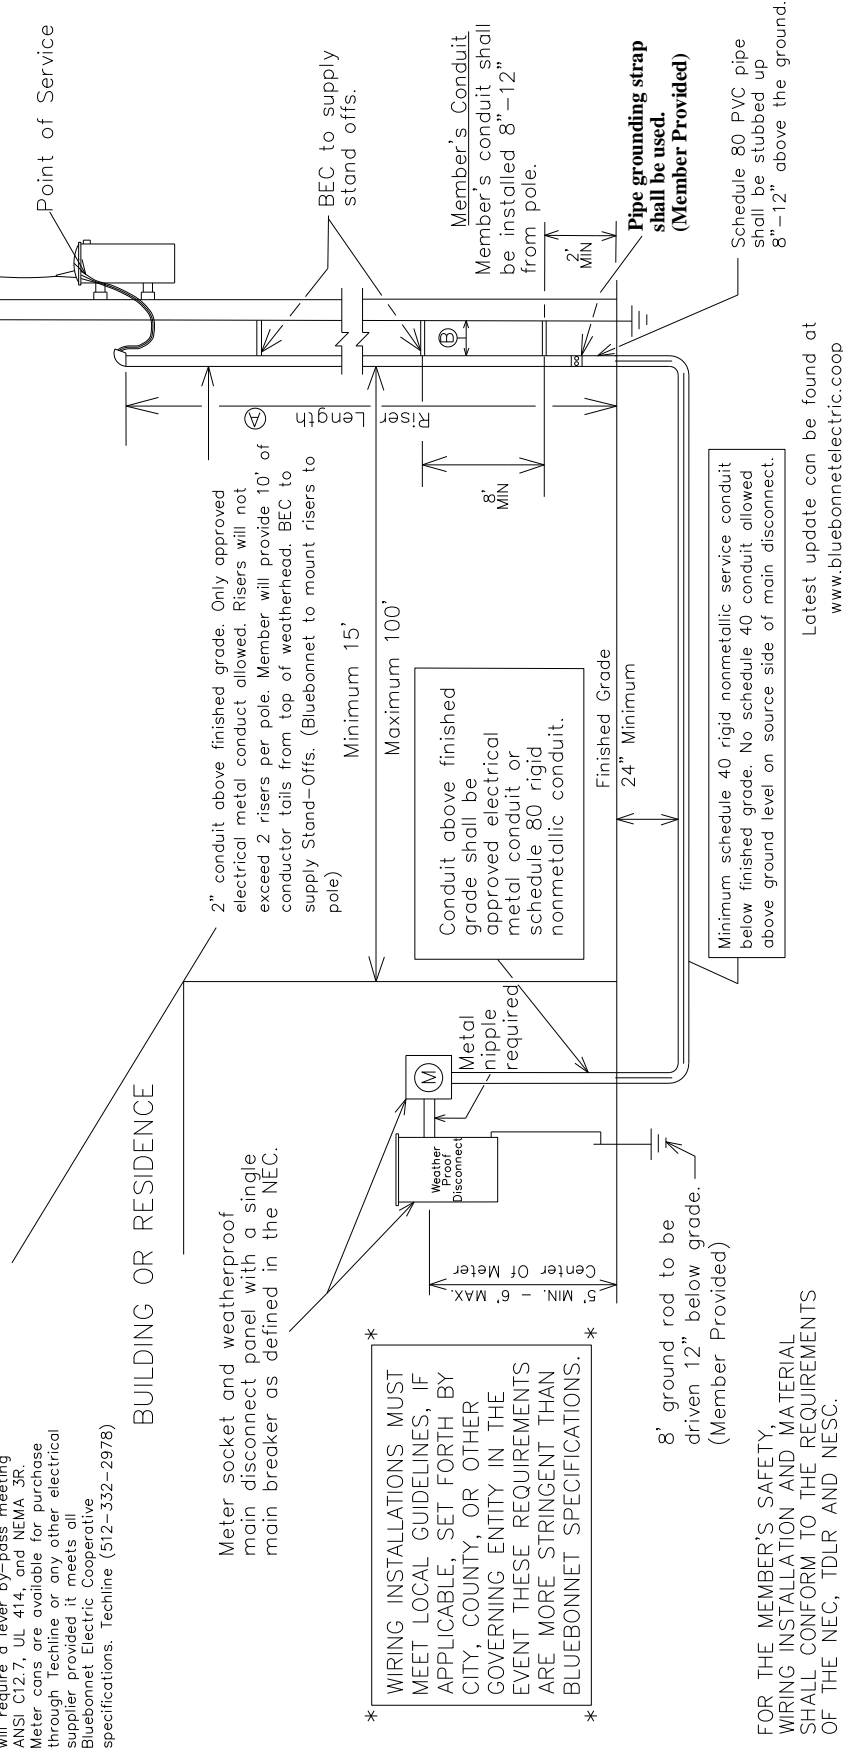 will require a lever by-pass meeting
ANSI C12.7, UL 414, and NEMA 3R.
Meter cans are available for purchase
through Techline or any other electrical
supplier provided it meets all
Bluebonnet Electric Cooperative
specifications. Techline (512-332-2978)
BUILDING OR RESIDENCE
Meter socket and weatherproof
main disconnect panel with a single
main breaker as defined in the NEC.
* *
WIRING INSTALLATIONS MUST
MEET LOCAL GUIDELINES, IF
APPLICABLE, SET FORTH BY
CITY, COUNTY, OR OTHER
GOVERNING ENTITY IN THE
EVENT THESE REQUIREMENTS
ARE MORE STRINGENT THAN
BLUEBONNET SPECIFICATIONS.
* *
5' MIN. - 6' MAX.
Center Of Meter
Weather
Proof
Disconnect
M
Metal
nipple
required
8' ground rod to be
driven 12" below grade.
(Member Provided)
FOR THE MEMBER'S SAFETY,
WIRING INSTALLATION AND MATERIAL
SHALL CONFORM TO THE REQUIREMENTS
OF THE NEC, TDLR AND NESC.
2" conduit above finished grade. Only approved
electrical metal conduct allowed. Risers will not
exceed 2 risers per pole. Member will provide 10' of
conductor tails from top of weatherhead. BEC to
supply Stand-Offs. (Bluebonnet to mount risers to
pole)
Minimum 15'
Maximum 100'
Conduit above finished
grade shall be
approved electrical
metal conduit or
schedule 80 rigid
nonmetallic conduit.
Finished Grade
24" Minimum
Minimum schedule 40 rigid nonmetallic service conduit
below finished grade. No schedule 40 conduit allowed
above ground level on source side of main disconnect.
Riser Length
A
8'
MIN
B
Point of Service
BEC to supply
stand offs.
Member's Conduit
Member's conduit shall
be installed 8"-12"
from pole.
2'
MIN
Pipe grounding strap
shall be used.
(Member Provided)
Schedule 80 PVC pipe
shall be stubbed up
8"-12" above the ground.
Latest update can be found at
www.bluebonnetelectric.coop